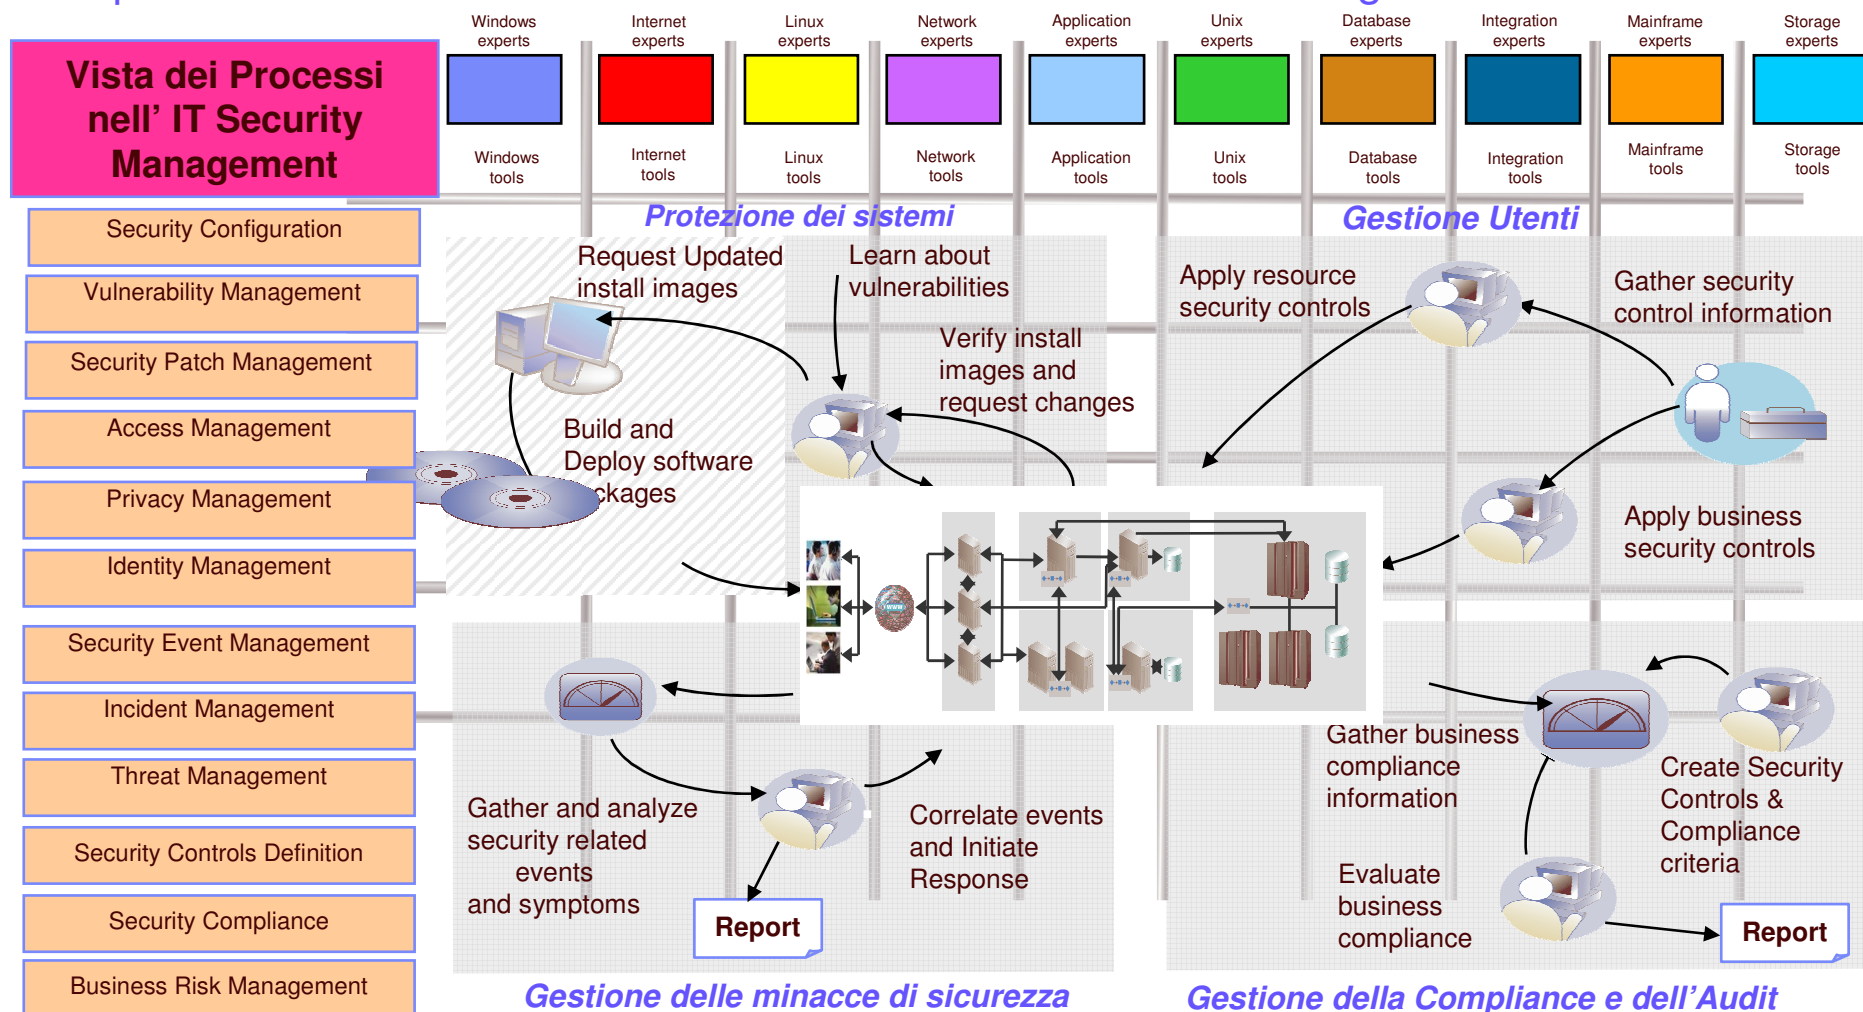 Windows
experts
Internet
experts
Linux
experts
Network
experts
Application
experts
Unix
experts
Database
experts
Integration
experts
Mainframe
experts
Storage
experts
Vista dei Processi
nell’ IT Security
Management
Windows
tools
Internet
tools
Linux
tools
Network
tools
Application
tools
Unix
tools
Database
tools
Integration
tools
Mainframe
tools
Storage
tools
Security Configuration
Vulnerability Management
Security Patch Management
Access Management
Privacy Management
Identity Management
Security Event Management
Incident Management
Threat Management
Security Controls Definition
Security Compliance
Business Risk Management
Protezione dei sistemi
Request Updated
install images
Learn about
vulnerabilities
Verify install
images and
request changes
Build and
Deploy software
ckages
Gestione Utenti
Apply resource
security controls
Gather security
control information
Apply business
security controls
WWW
Gather and analyze
security related
events
and symptoms
Correlate events
and Initiate
Response
Report
Gestione delle minacce di sicurezza
Gather business
compliance
information
Create Security
Controls &
Compliance
criteria
Evaluate
business
compliance
Report
Gestione della Compliance e dell’Audit